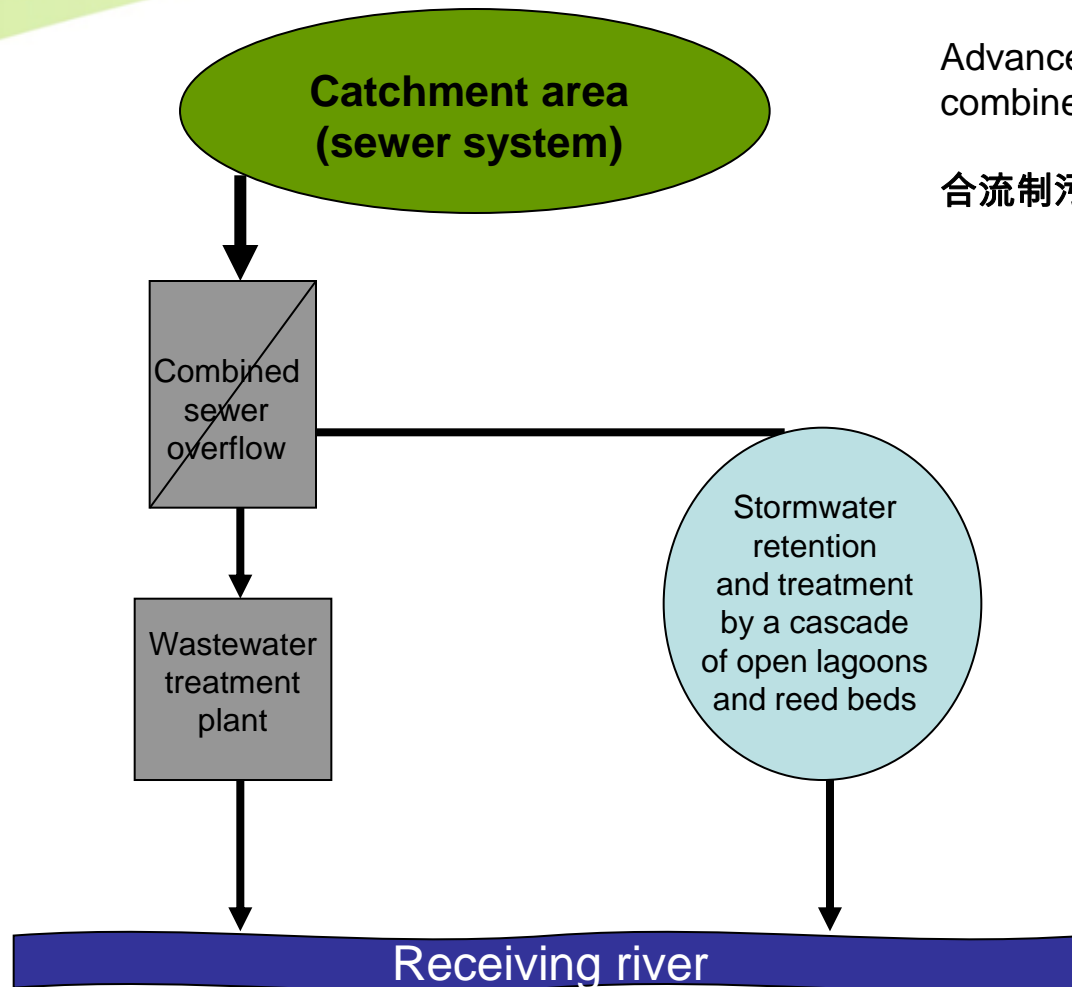 Catchment area
(sewer system)
Advance
combine
合流制污
Combined
sewer
overflow
Stormwater
retention
and treatment
by a cascade
of open lagoons
and reed beds
Wastewater
treatment
plant
Receiving river